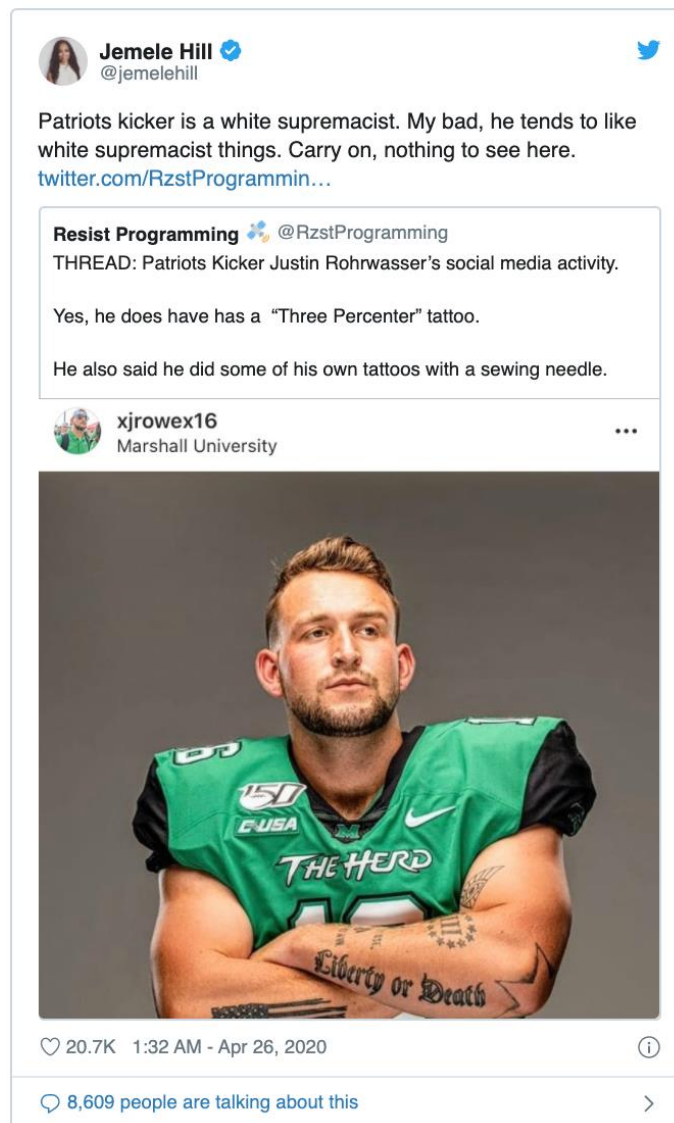 Jemele Hill
@jemelehill
Patriots kicker is a white supremacist. My bad, he tends to like
white supremacist things. Carry on, nothing to see here.
twitter.com/RzstProgrammin…
Resist Programming @RzstProgramming
THREAD: Patriots Kicker Justin Rohrwasser's social media activity.
Yes, he does have has a “Three Percenter” tattoo.
He also said he did some of his own tattoos with a sewing needle.
xjrowex16
Marshall University
16
1
150
C-USA
M
THE HERD
16
III
Liberty or Death
20.7K 1:32 AM - Apr 26, 2020
8,609 people are talking about this